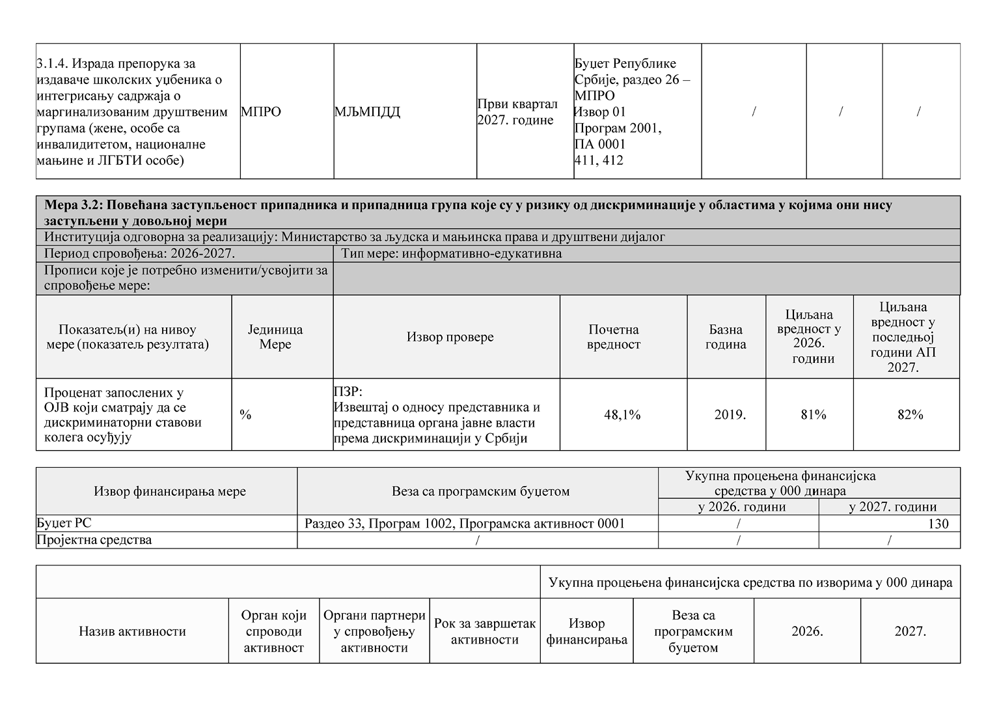 3.1.4. Израда препорука за
издаваче школских уџбеника о
интегрисању садржаја о
маргинализованим друштвеним
групама (жене, особе са
инвалидитетом, националне
мањине и ЛГБТИ особе)
МПРО
МЉМПДД
Први квартал
2027. године
Буџет Републике
Србије, раздео 26 –
МПРО
Извор 01
Програм 2001,
ПА 0001
411, 412
/
/
/
Мера 3.2: Повећана заступљеност припадника и припадница група које су у ризику од дискриминације у областима у којима они нису
заступљени у довољној мери
Институција одговорна за реализацију: Министарство за људска и мањинска права и друштвени дијалог
Период спровођења: 2026-2027.
Тип мере: информативно-едукативна
Прописи које је потребно изменити/усвојити за
спровођење мере:
Показатељ(и) на нивоу
мере (показатељ резултата)
Јединица
Мере
Извор провере
Почетна
вредност
Базна
година
Циљана
вредност у
2026.
години
Циљана
вредност у
последњој
години АП
2027.
Проценат запослених у
ОЈВ који сматрају да се
дискриминаторни ставови
колега осуђују
%
ПЗР:
Извештај о односу представника и
представница органа јавне власти
према дискриминацији у Србији
48,1%
2019.
81%
82%
Извор финансирања мере
Веза са програмским буџетом
Укупна процењена финансијска
средства у 000 динара
у 2026. години
у 2027. години
Буџет РС
Раздео 33, Програм 1002, Програмска активност 0001
/
130
Пројектна средства
/
/
/
Укупна процењена финансијска средства по изворима у 000 динара
Назив активности
Орган који
спроводи
активност
Органи партнери
у спровођењу
активности
Рок за завршетак
активности
Извор
финансирања
Веза са
програмским
буџетом
2026.
2027.